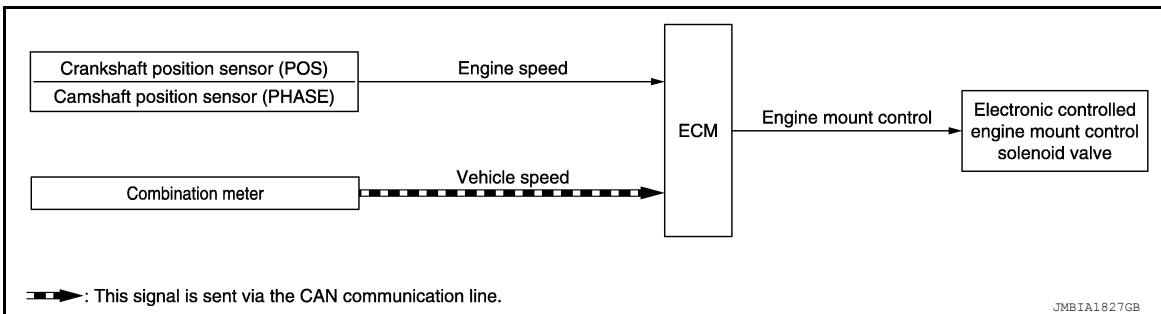 Crankshaft position sensor (POS)
Camshaft position sensor (PHASE)
Engine speed
Combination meter
Vehicle speed
ECM
Engine mount control
Electronic controlled
engine mount control
solenoid valve
: This signal is sent via the CAN communication line.
JMBIA1827GB